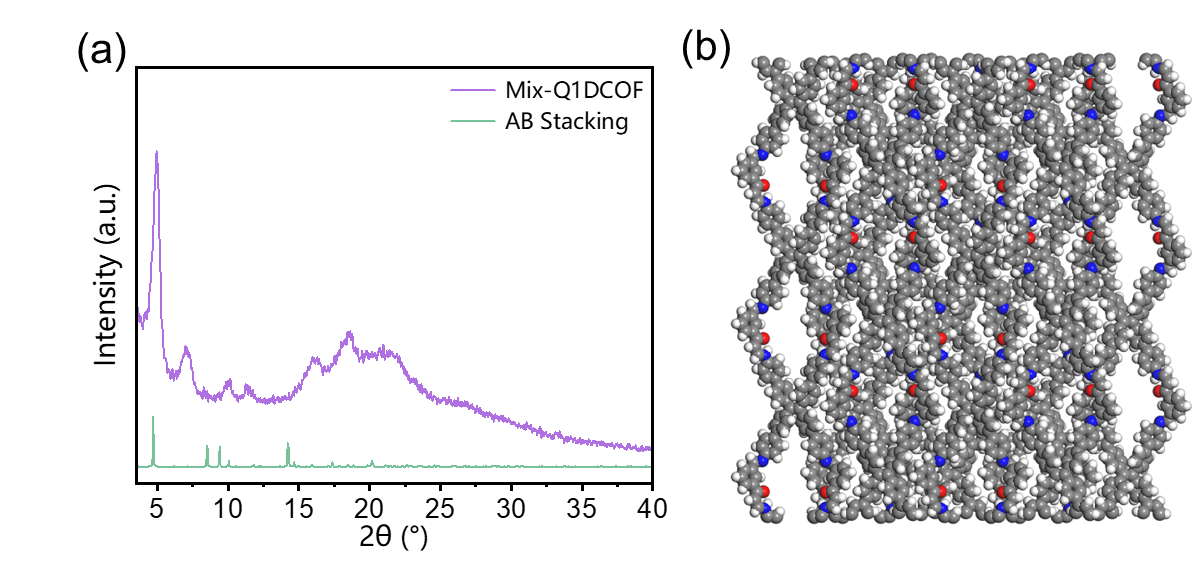 (a)
(b)
Mix-Q1DCOF
AB Stacking
Intensity (a.u.)
5 10 15 20 25 30 35 40
2θ (°)